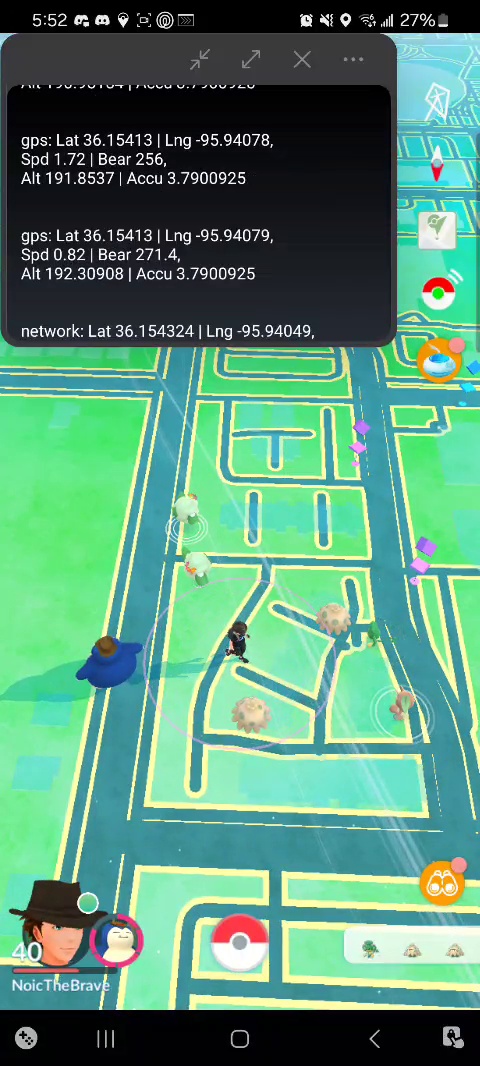 5:52
27%
gps: Lat 36.15413 | Lng -95.94078,
Spd 1.72 | Bear 256,
Alt 191.8537 | Accu 3.7900925
gps: Lat 36.15413 | Lng -95.94079,
Spd 0.82 | Bear 271.4,
Alt 192.30908 | Accu 3.7900925
network: Lat 36.154324 | Lng -95.94049,
40
NoicTheBrave